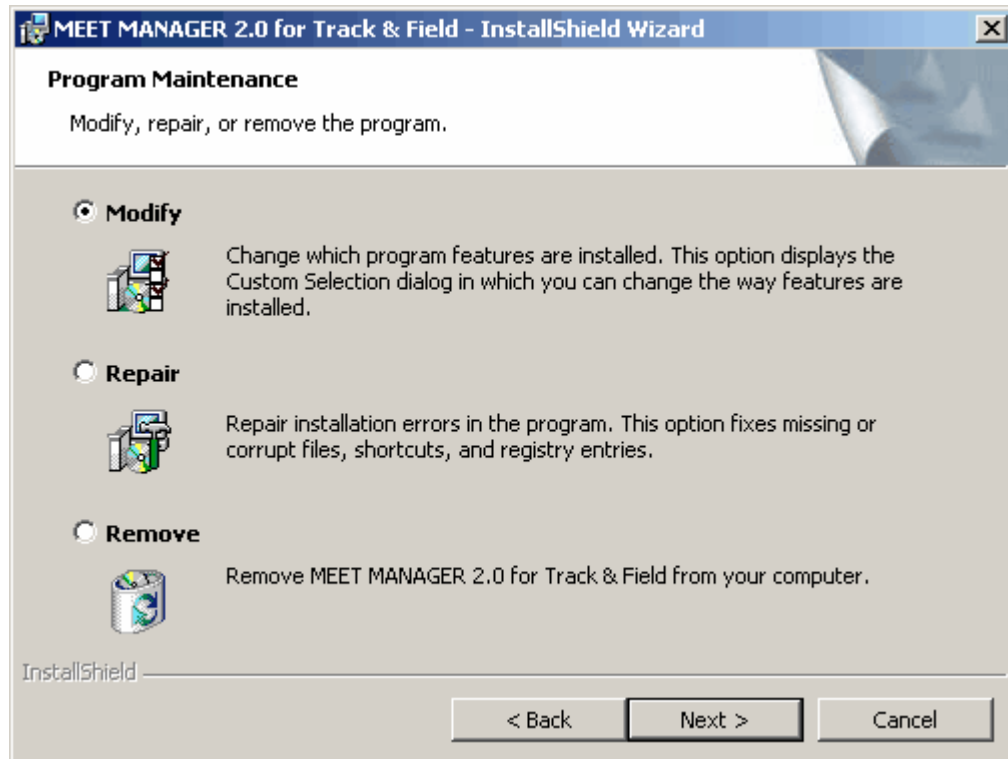 MEET MANAGER 2.0 for Track & Field - InstallShield Wizard
Program Maintenance
Modify, repair, or remove the program.
Modify
Change which program features are installed. This option displays the
Custom Selection dialog in which you can change the way features are
installed.
Repair
Repair installation errors in the program. This option fixes missing or
corrupt files, shortcuts, and registry entries.
Remove
Remove MEET MANAGER 2.0 for Track & Field from your computer.
InstallShield
< Back Next > Cancel